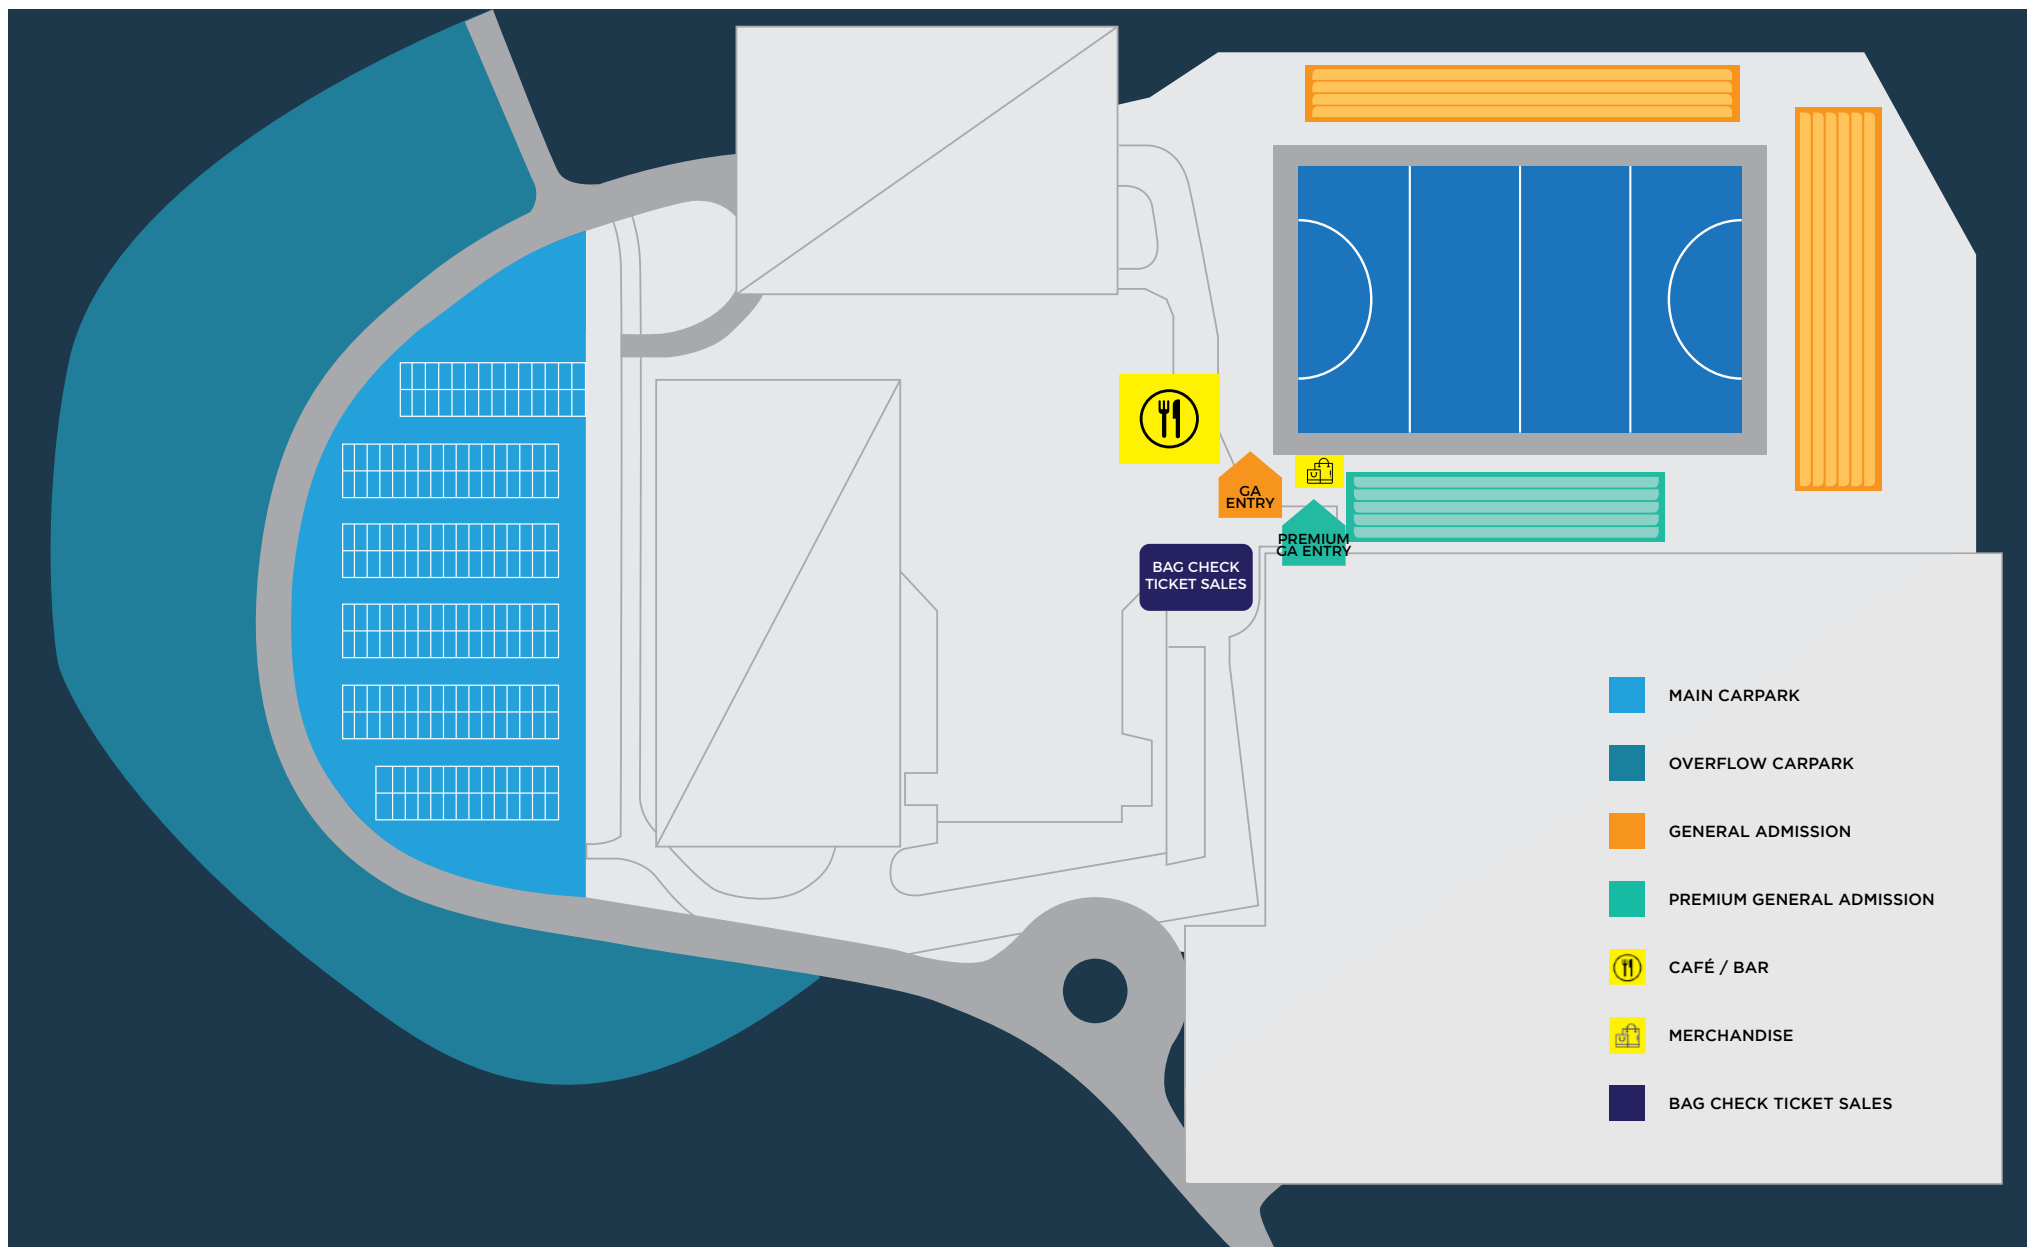 GA
ENTRY
PREMIUM
GA ENTRY
BAG CHECK
TICKET SALES
MAIN CARPARK
OVERFLOW CARPARK
GENERAL ADMISSION
PREMIUM GENERAL ADMISSION
CAFÉ / BAR
MERCHANDISE
BAG CHECK TICKET SALES